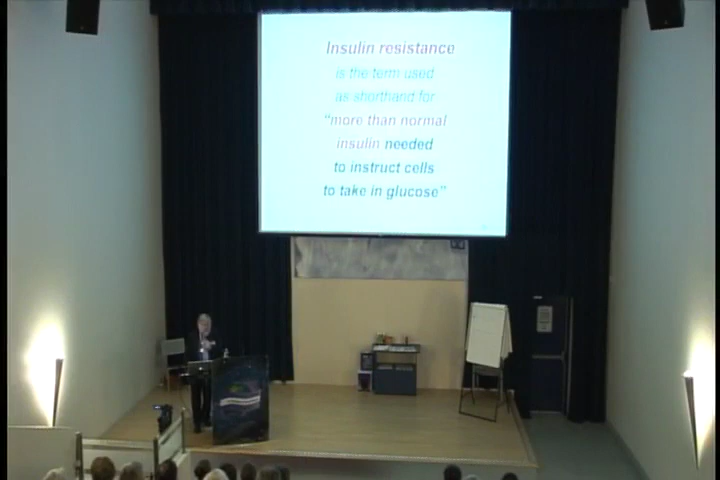 Insulin resistance
is the term used
as shorthand for
“more than normal
insulin needed
to instruct cells
to take in glucose”